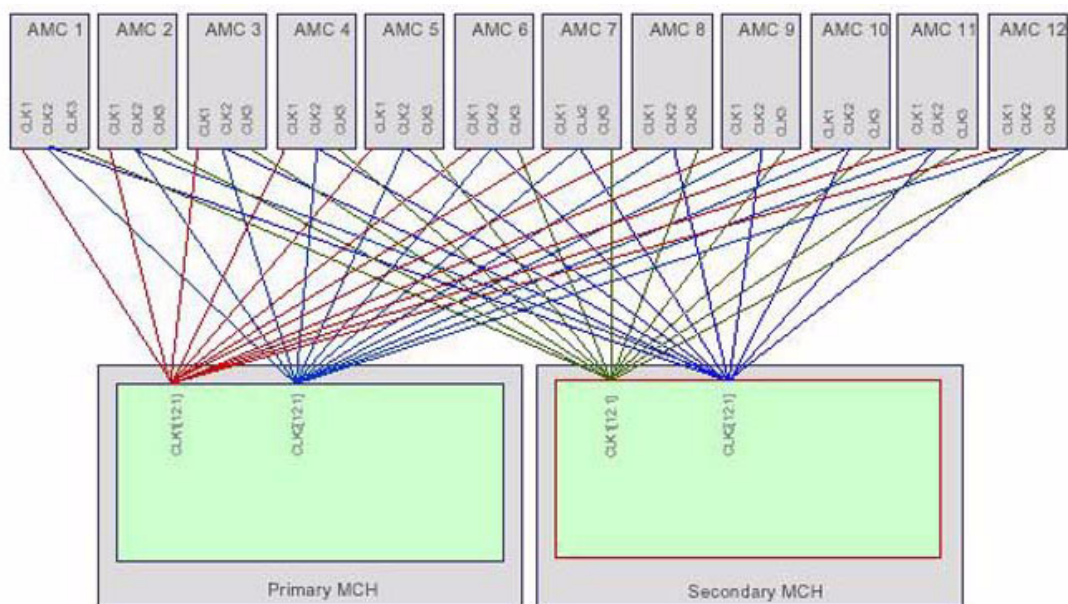 AMC 1
AMC 2
AMC 3
AMC 4
AMC 5
AMC 6
AMC 7
AMC 8
AMC 9
AMC 10
AMC 11
AMC 12
CLK1 CLK2 CLK3
CLK1 CLK2 CLK3
CLK1 CLK2 CLK3
CLK1 CLK2 CLK3
CLK1 CLK2 CLK3
CLK1 CLK2 CLK3
CLK1 CLK2 CLK3
CLK1 CLK2 CLK3
CLK1 CLK2 CLK3
CLK1 CLK2 CLK3
CLK1 CLK2 CLK3
CLK1 CLK2 CLK3
CLK1[12:1]
CLK2[12:1]
CLK1[12:1]
CLK2[12:1]
Primary MCH
Secondary MCH